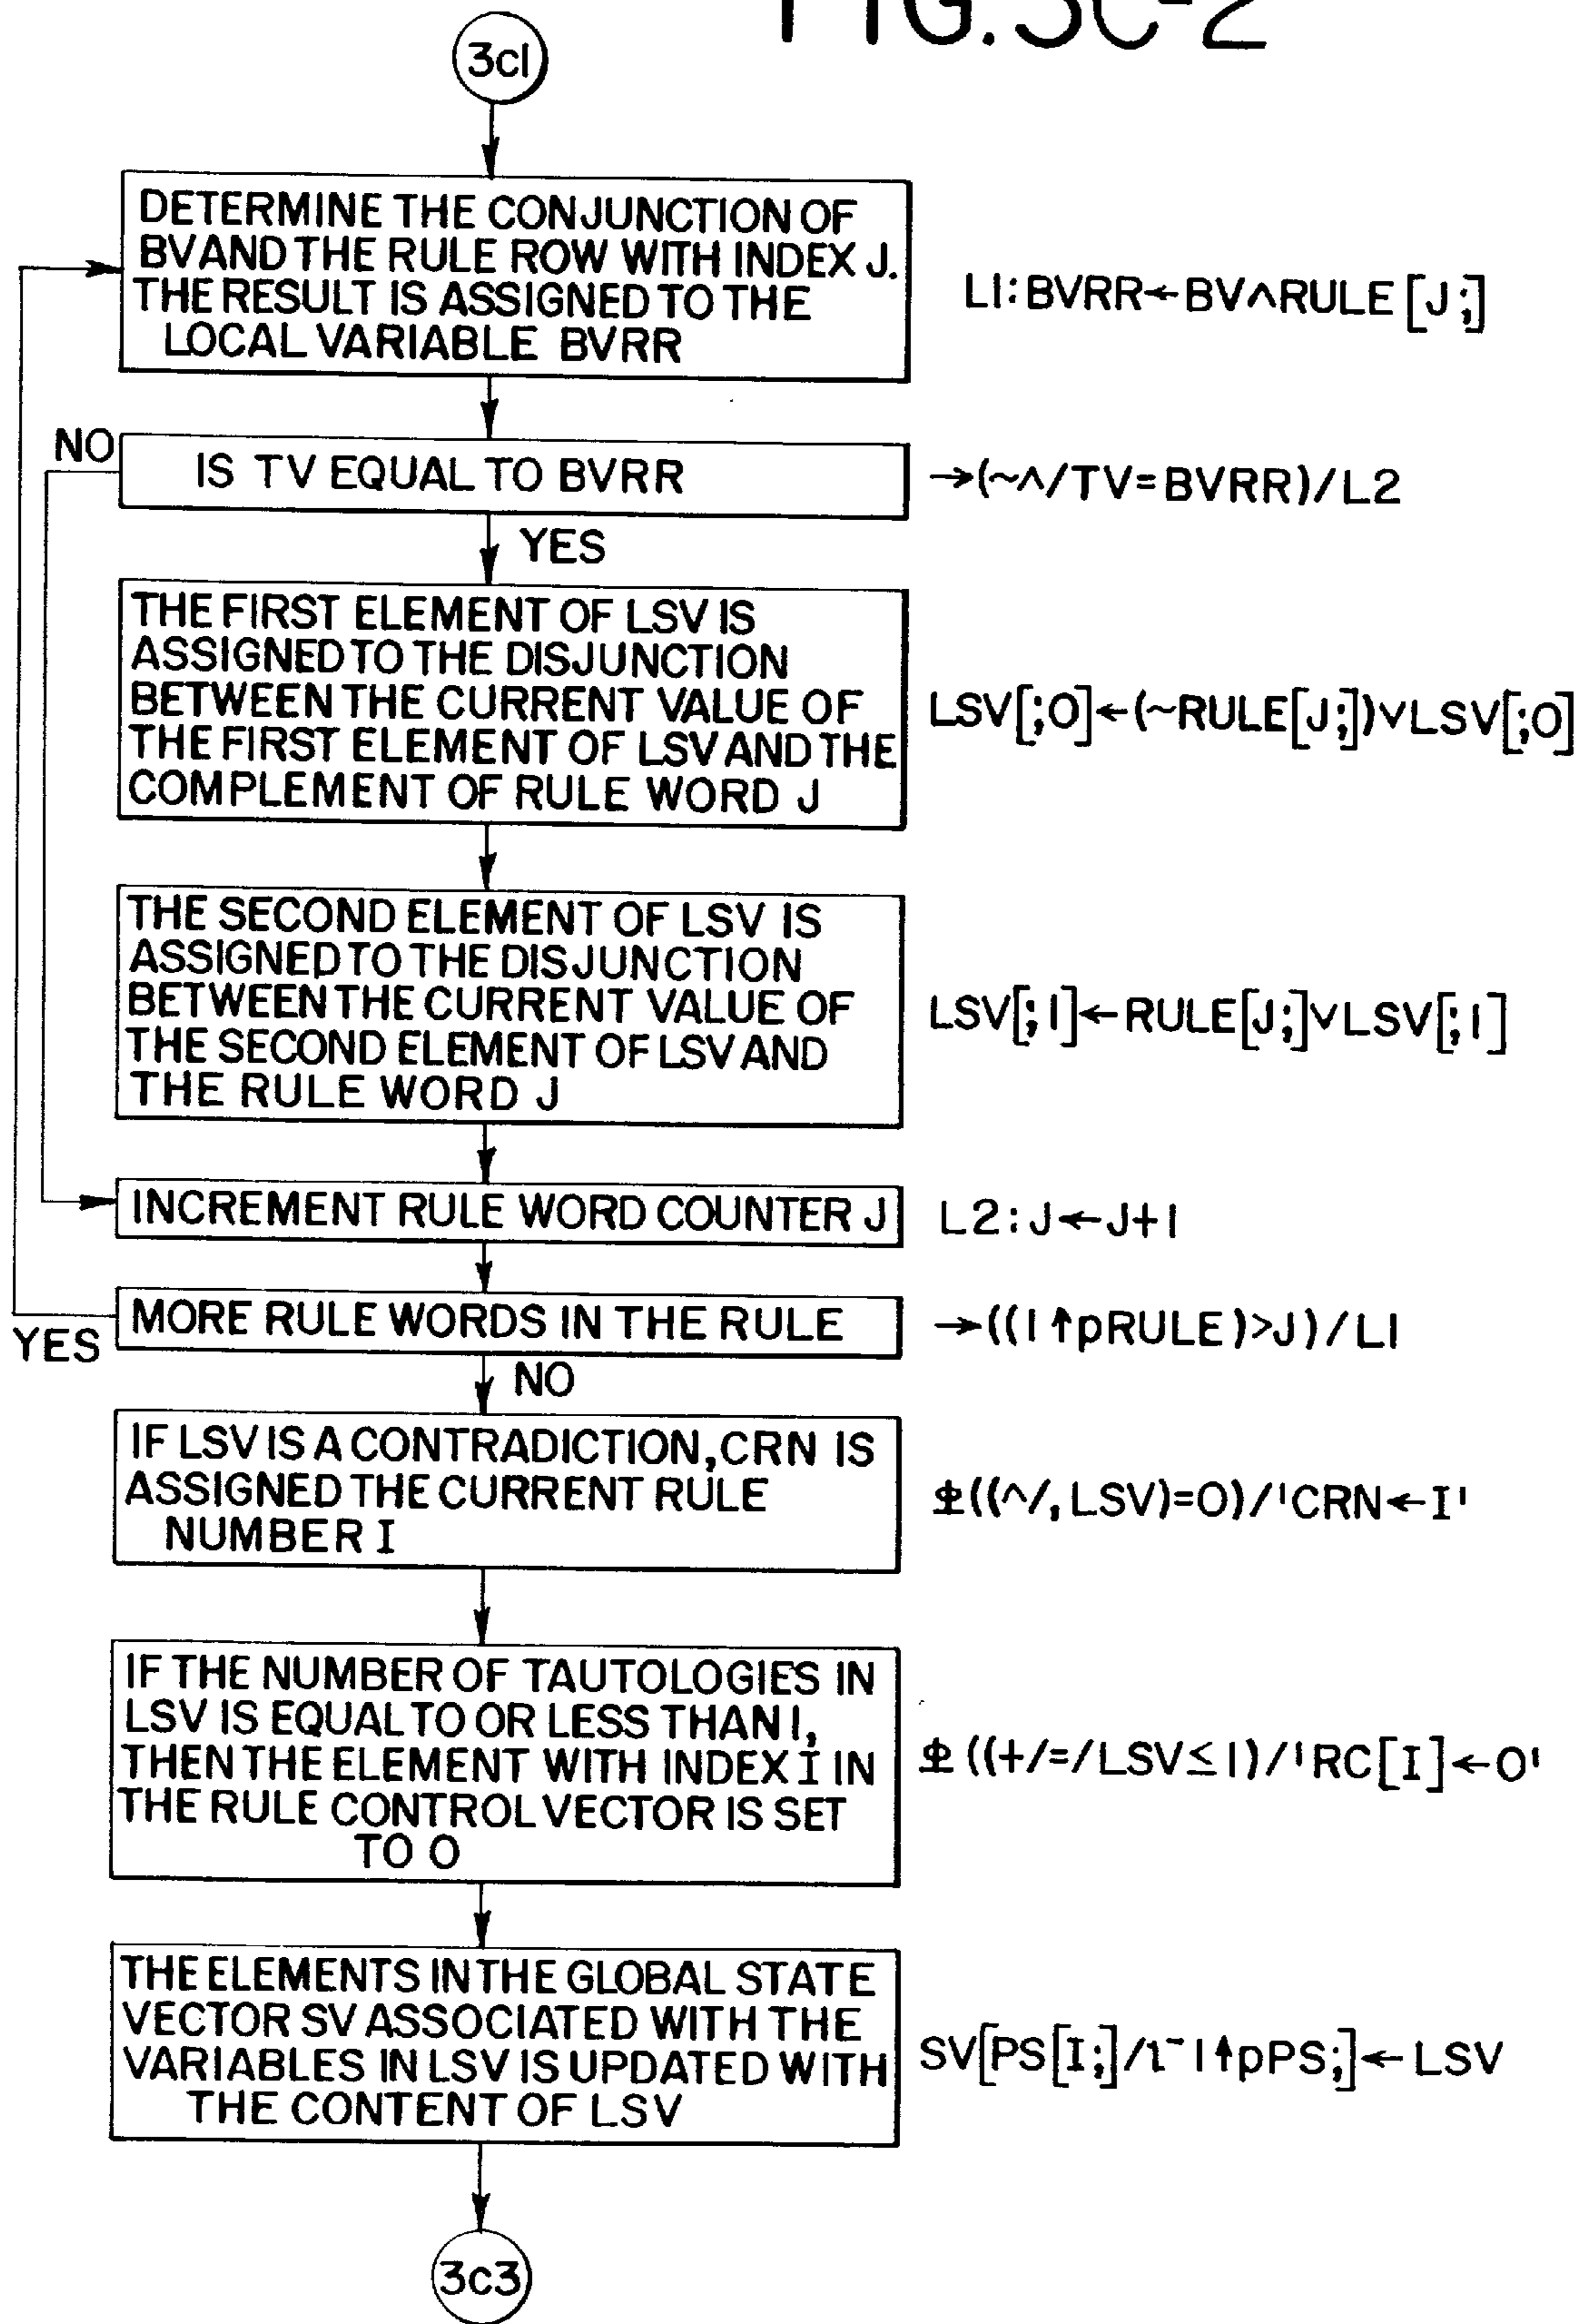 FIG. 3C-2
3c1
DETERMINE THE CONJUNCTION OF
BV AND THE RULE ROW WITH INDEX J.
THE RESULT IS ASSIGNED TO THE
LOCAL VARIABLE BVRR
L1:BVRR←BV∧RULE[J;]
NO
IS TV EQUAL TO BVRR
→(~∧/TV=BVRR)/L2
YES
THE FIRST ELEMENT OF LSV IS
ASSIGNED TO THE DISJUNCTION
BETWEEN THE CURRENT VALUE OF
THE FIRST ELEMENT OF LSV AND THE
COMPLEMENT OF RULE WORD J
LSV[;0]←(~RULE[J;])∨LSV[;0]
THE SECOND ELEMENT OF LSV IS
ASSIGNED TO THE DISJUNCTION
BETWEEN THE CURRENT VALUE OF
THE SECOND ELEMENT OF LSV AND
THE RULE WORD J
LSV[;1]←RULE[J;]∨LSV[;1]
INCREMENT RULE WORD COUNTER J
L2:J←J+1
MORE RULE WORDS IN THE RULE
→((1↑ρRULE)>J)/L1
YES
NO
IF LSV IS A CONTRADICTION, CRN IS
ASSIGNED THE CURRENT RULE
NUMBER I
⍎((^/,LSV)=0)/'CRN←I'
IF THE NUMBER OF TAUTOLOGIES IN
LSV IS EQUAL TO OR LESS THAN 1,
THEN THE ELEMENT WITH INDEX I IN
THE RULE CONTROL VECTOR IS SET
TO 0
⍎((+/=/LSV≤1)/'RC[I]←0'
THE ELEMENTS IN THE GLOBAL STATE
VECTOR SV ASSOCIATED WITH THE
VARIABLES IN LSV IS UPDATED WITH
THE CONTENT OF LSV
SV[PS[I;]/⍳¯1↑ρPS;]←LSV
3c3